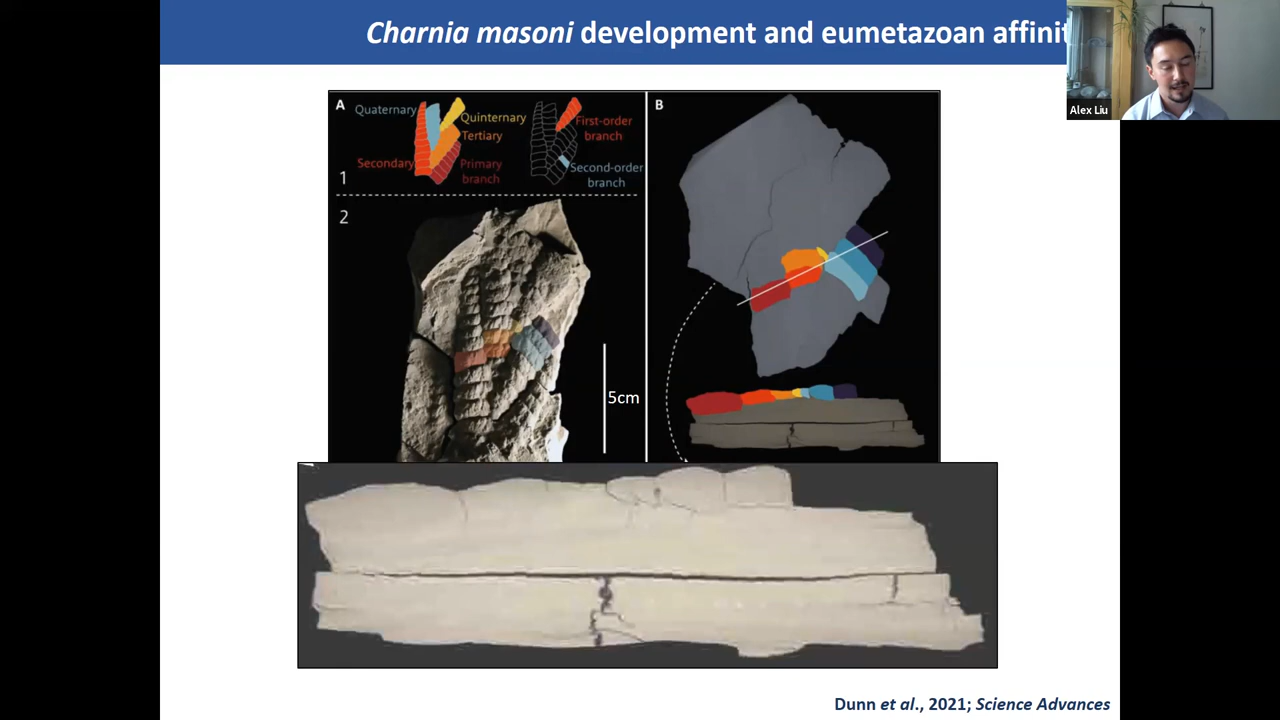 Charnia masoni development and eumetazoan affinit
Alex Liu
A
Quaternary
Quinternary
Tertiary
Secondary
Primary
branch
First-order
branch
Second-order
branch
1
2
5cm
B
Dunn et al., 2021; Science Advances